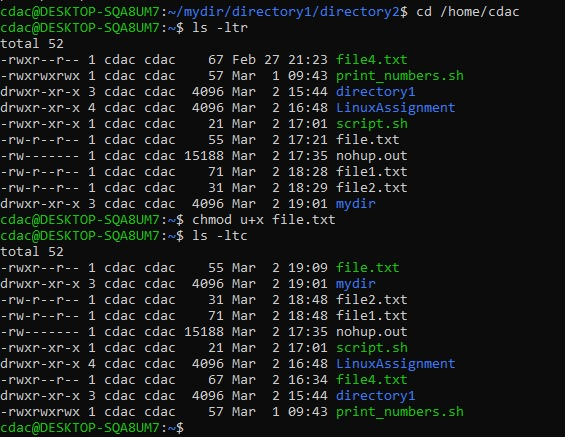 cdac@DESKTOP-SQA8UM7:~/mydir/directory1/directory2$ cd /home/cdac
cdac@DESKTOP-SQA8UM7:~$ ls -ltr
total 52
-rwxr--r-- 1 cdac cdac    67 Feb 27 21:23 file4.txt
-rwxrwxrwx 1 cdac cdac    57 Mar  1 09:43 print_numbers.sh
drwxr-xr-x 3 cdac cdac  4096 Mar  2 15:44 directory1
drwxr-xr-x 4 cdac cdac  4096 Mar  2 16:48 LinuxAssignment
-rwxr-xr-x 1 cdac cdac    21 Mar  2 17:01 script.sh
-rw-r--r-- 1 cdac cdac    55 Mar  2 17:21 file.txt
-rw------- 1 cdac cdac 15188 Mar  2 17:35 nohup.out
-rw-r--r-- 1 cdac cdac    71 Mar  2 18:28 file1.txt
-rw-r--r-- 1 cdac cdac    31 Mar  2 18:29 file2.txt
drwxr-xr-x 3 cdac cdac  4096 Mar  2 19:01 mydir
cdac@DESKTOP-SQA8UM7:~$ chmod u+x file.txt
cdac@DESKTOP-SQA8UM7:~$ ls -ltc
total 52
-rwxr--r-- 1 cdac cdac    55 Mar  2 19:09 file.txt
drwxr-xr-x 3 cdac cdac  4096 Mar  2 19:01 mydir
-rw-r--r-- 1 cdac cdac    31 Mar  2 18:48 file2.txt
-rw-r--r-- 1 cdac cdac    71 Mar  2 18:48 file1.txt
-rw------- 1 cdac cdac 15188 Mar  2 17:35 nohup.out
-rwxr-xr-x 1 cdac cdac    21 Mar  2 17:01 script.sh
drwxr-xr-x 4 cdac cdac  4096 Mar  2 16:48 LinuxAssignment
-rwxr--r-- 1 cdac cdac    67 Mar  2 16:34 file4.txt
drwxr-xr-x 3 cdac cdac  4096 Mar  2 15:44 directory1
-rwxrwxrwx 1 cdac cdac    57 Mar  1 09:43 print_numbers.sh
cdac@DESKTOP-SQA8UM7:~$